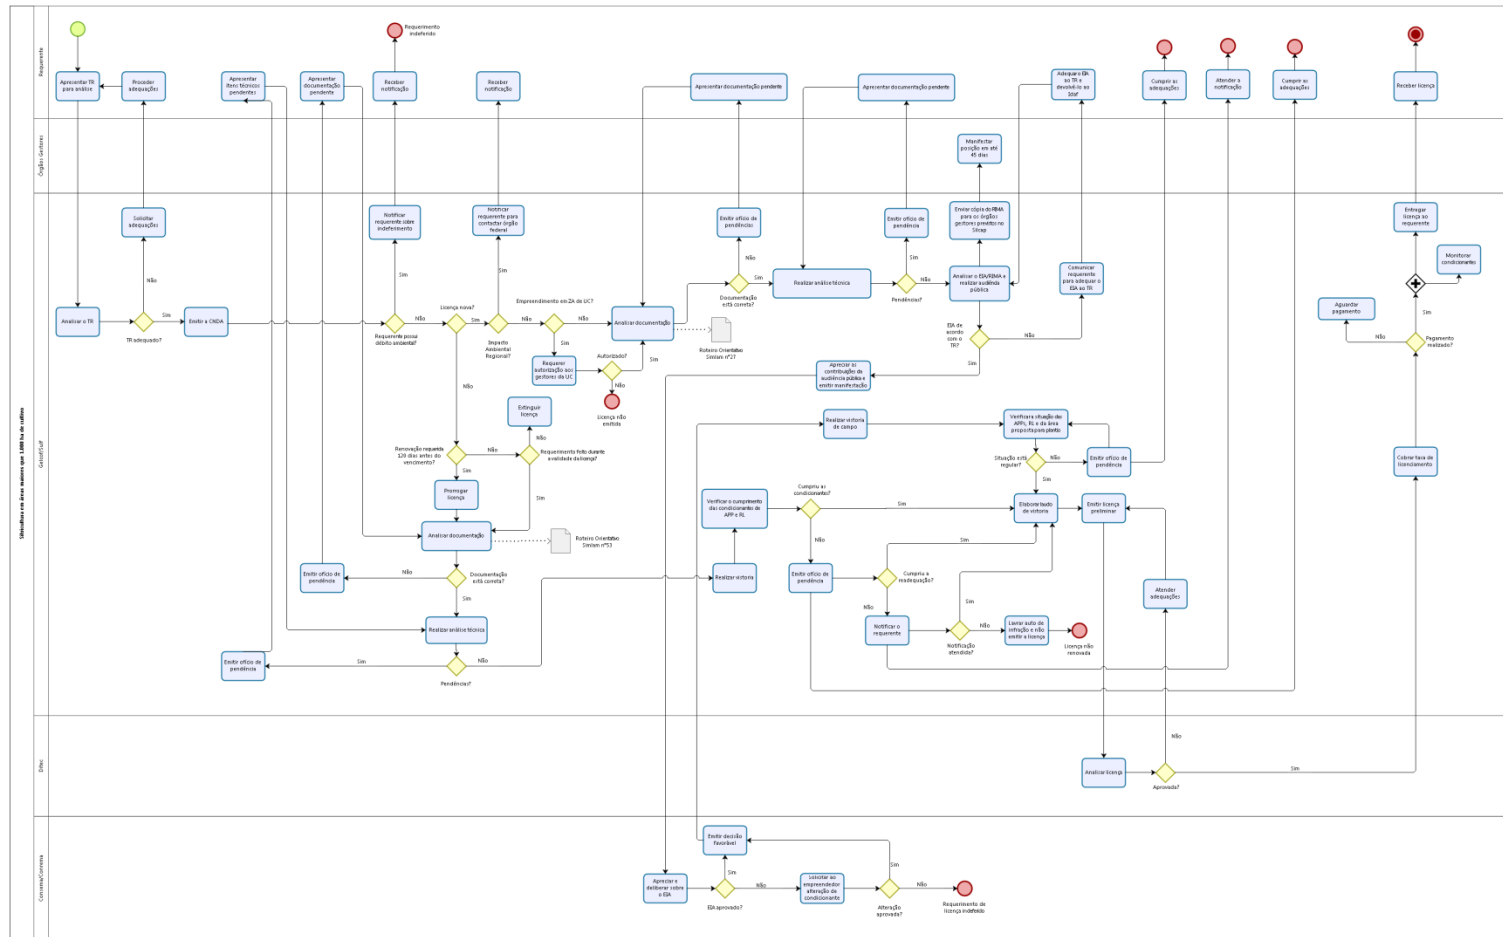 Silvicultura em áreas maiores que 1.000 ha de cultivo
Requerente
Requerimento
indeferido
Apresentar TR
para análise
Proceder
adequações
Apresentar
itens técnicos
pendentes
Apresentar
documentação
pendente
Receber
notificação
Receber
notificação
Apresentar documentação pendente
Apresentar documentação pendente
Adequar o EIA
ao TR e
devolvê-lo ao
Idaf
Cumprir as
adequações
Atender a
notificação
Cumprir as
adequações
Receber licença
Órgãos Gestores
Manifestar
posição em até
45 dias
Solicitar
adequações
Notificar
requerente sobre
indeferimento
Notificar
requerente para
contactar órgão
federal
Emitir ofício de
pendências
Emitir ofício de
pendência
Enviar cópia do RIMA
para os órgãos
gestores previstos no
Entregar
licença ao
requerente
Monitorar
condicionantes
Não
Sim
Sim
Não
Sim
Analisar o TR
Sim
TR adequado?
Emitir a CNDA
Requerente possui
débito ambiental?
Não
Licença nova?
Sim
Impacto
Ambiental
Regional?
Não
Empreendimento em ZA de UC?
Não
Sim
Analisar documentação
Documentação
está correta?
Sim
Realizar análise técnica
Pendências?
Não
Analisar o EIA/RIMA e
realizar audiência
pública
Comunicar
requerente
para adequar o
EIA ao TR
EIA de
acordo
com o
TR?
Não
Sim
Roteiro Orientativo
Simlam nº27
Requerer
autorização aos
gestores da UC
Autorizado?
Sim
Não
Licença não
emitida
Apreciar as
contribuições da
audiência pública e
emitir manifestação
Aguardar
pagamento
Não
Sim
Pagamento
realizado?
Não
Extinguir
licença
Não
Renovação requerida
120 dias antes do
vencimento?
Não
Requerimento feito durante
a validade da licença?
Sim
Sim
Prorrogar
licença
Realizar vistoria
de campo
Verificar a situação das
APPs, RL e da área
proposta para plantio
Situação está
regular?
Não
Emitir ofício de
pendência
Sim
Cobrar taxa de
licenciamento
Gelcof/Suaf
Verificar o cumprimento
das condicionantes de
APP e RL
Cumpriu as
condicionantes?
Sim
Não
Elaborar laudo
de vistoria
Emitir licença
preliminar
Analisar documentação
Roteiro Orientativo
Simlam nº53
Emitir ofício de
pendência
Não
Documentação
está correta?
Sim
Realizar vistoria
Emitir ofício de
pendência
Cumpriu a
readequação?
Sim
Não
Sim
Atender
adequações
Realizar análise técnica
Notificar o
requerente
Notificação
atendida?
Não
Lavrar auto de
infração e não
emitir a licença
Licença não
renovada
Emitir ofício de
pendência
Sim
Não
Pendências?
Não
Analisar licença
Aprovada?
Sim
Emitir decisão
favorável
Sim
Sim
Consema/Conrema
Apreciar e
deliberar sobre
o EIA
EIA aprovado?
Não
Solicitar ao
empreendedor
alteração de
condicionante
Alteração
aprovada?
Não
Requerimento de
licença indeferido